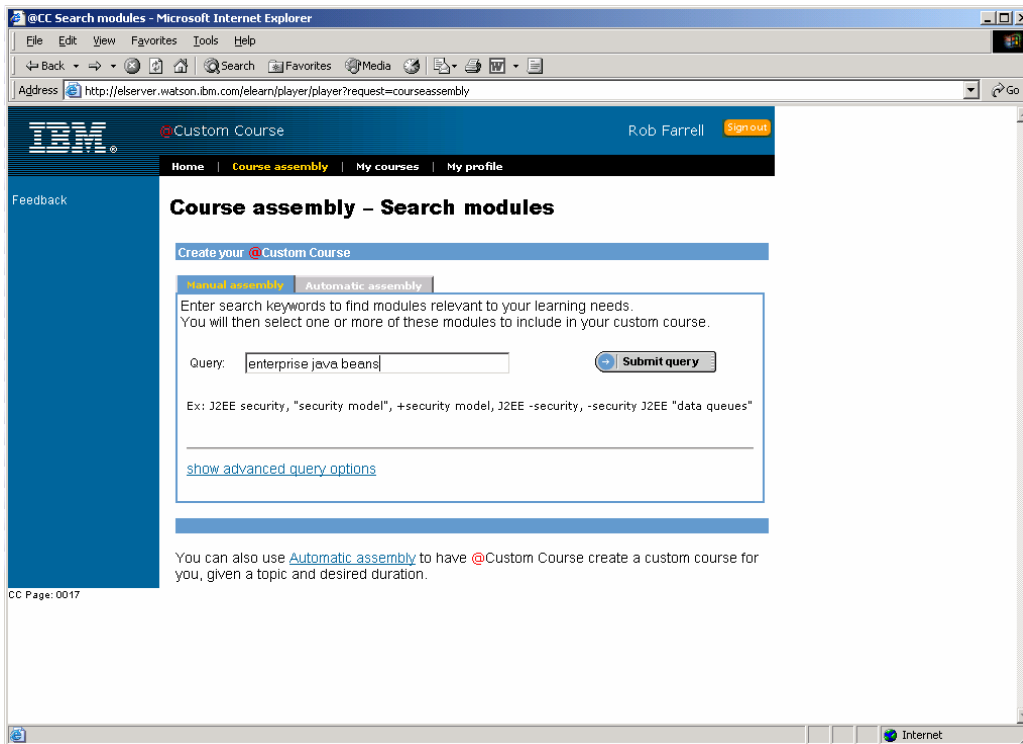 @CC Search modules - Microsoft Internet Explorer
File Edit View Favorites Tools Help
Back Search Favorites Media
Address http://elserver.watson.ibm.com/elearn/player/player?request=courseassembly Go
IBM® @Custom Course Rob Farrell Sign out
Home | Course assembly | My courses | My profile
Feedback
Course assembly – Search modules
Create your @Custom Course
Manual assembly Automatic assembly
Enter search keywords to find modules relevant to your learning needs.
You will then select one or more of these modules to include in your custom course.
Query: enterprise java beans Submit query
Ex: J2EE security, "security model", +security model, J2EE -security, -security J2EE "data queues"
show advanced query options
You can also use Automatic assembly to have @Custom Course create a custom course for
you, given a topic and desired duration.
CC Page: 0017
Internet